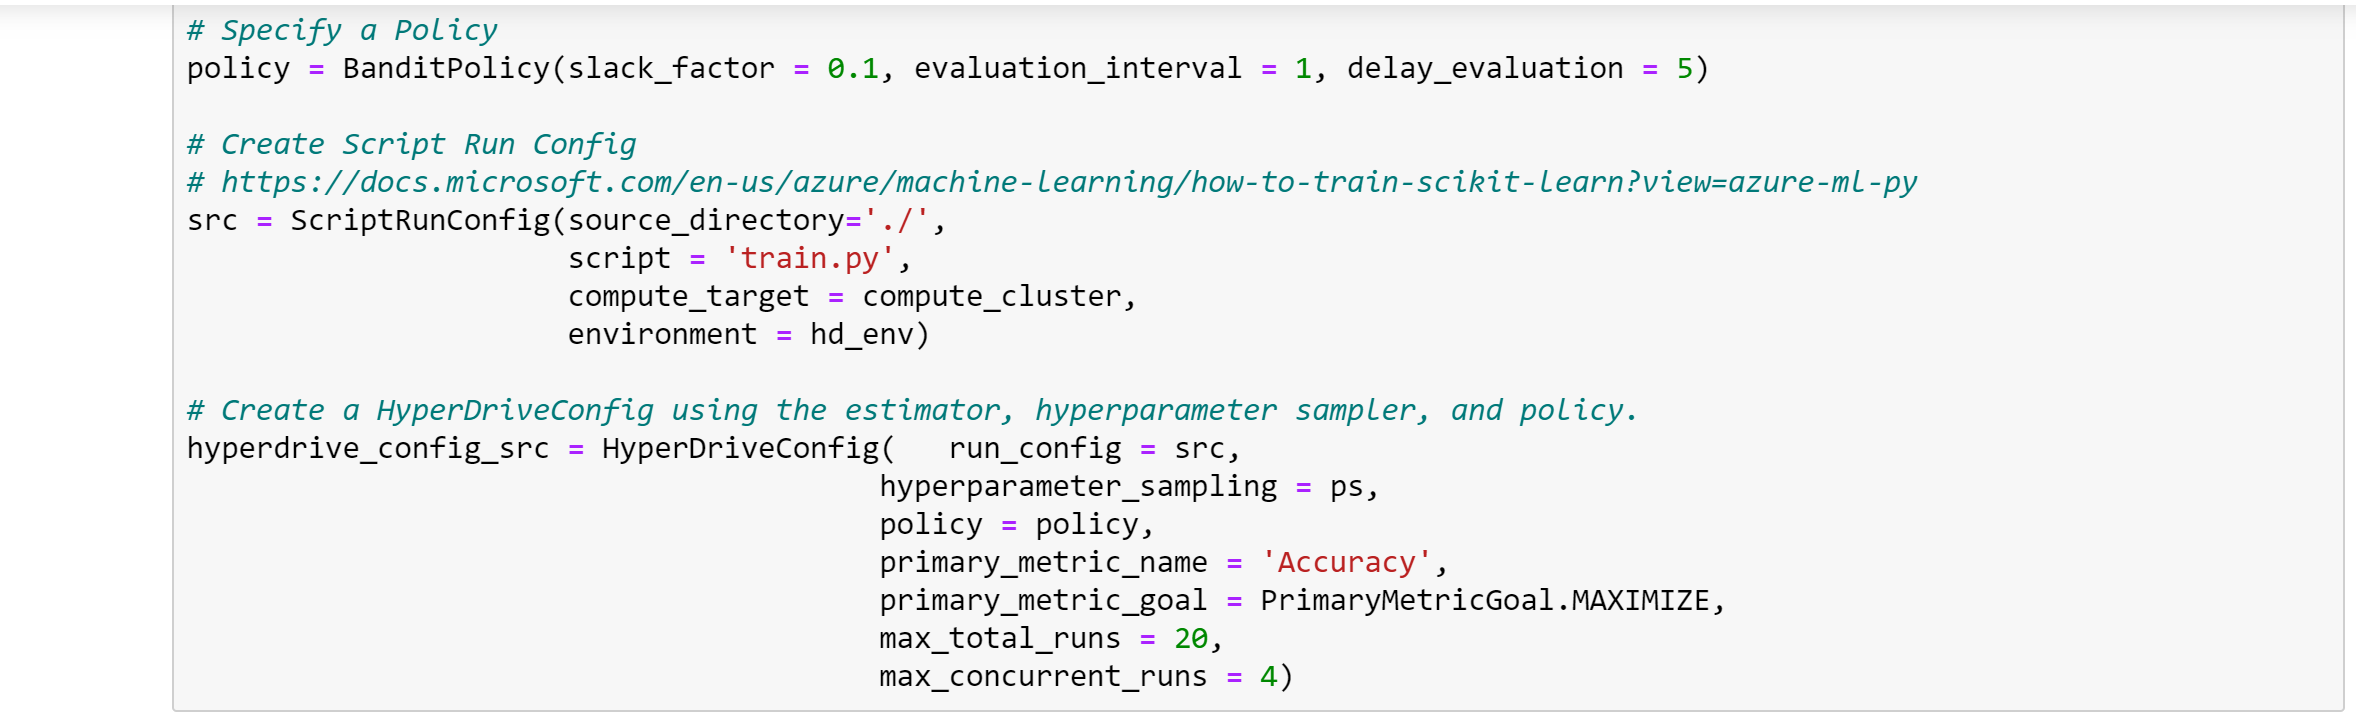 # Specify a Policy
policy = BanditPolicy(slack_factor = 0.1, evaluation_interval = 1, delay_evaluation = 5)
# Create Script Run Config
# https://docs.microsoft.com/en-us/azure/machine-learning/how-to-train-scikit-learn?view=azure-ml-py
src = ScriptRunConfig(source_directory='./',
script = 'train.py',
compute_target = compute_cluster,
environment = hd_env)
# Create a HyperDriveConfig using the estimator, hyperparameter sampler, and policy.
hyperdrive_config_src = HyperDriveConfig(   run_config = src,
hyperparameter_sampling = ps,
policy = policy,
primary_metric_name = 'Accuracy',
primary_metric_goal = PrimaryMetricGoal.MAXIMIZE,
max_total_runs = 20,
max_concurrent_runs = 4)